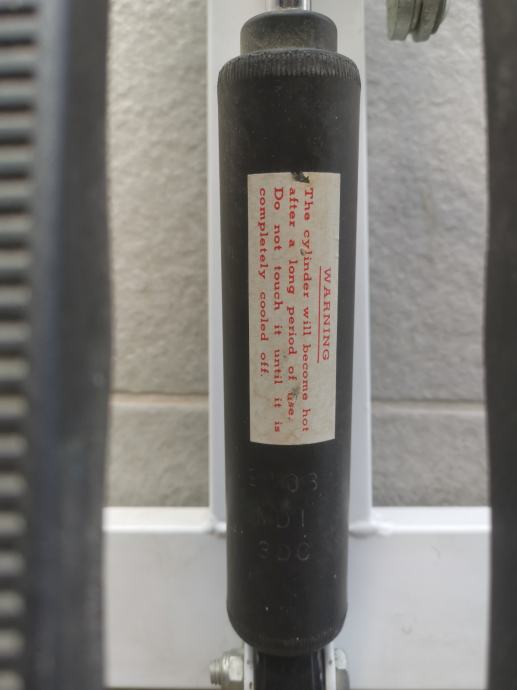 WARNING
The cylinder will become hot
after a long period of use.
Do not touch it until it is
completely cooled off.
3DC